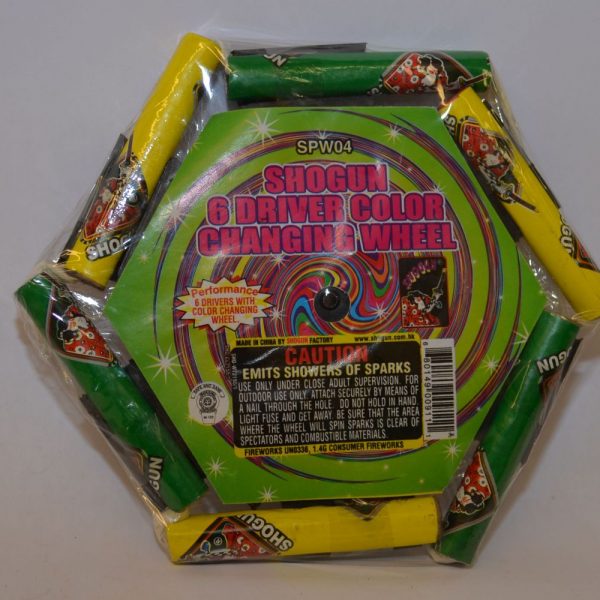 SPW04
SHOGUN
6 DRIVER COLOR
CHANGING WHEEL
Performance
6 DRIVERS WITH
COLOR CHANGING
WHEEL
SHOGUN
MADE IN CHINA BY SHOGUN FACTORY
www.shogun.com.hk
CAUTION
EMITS SHOWERS OF SPARKS
USE ONLY UNDER CLOSE ADULT SUPERVISION. FOR
OUTDOOR USE ONLY. ATTACH SECURELY BY MEANS OF
A NAIL THROUGH THE HOLE. DO NOT HOLD IN HAND.
LIGHT FUSE AND GET AWAY. BE SURE THAT THE AREA
WHERE THE WHEEL WILL SPIN SPARKS IS CLEAR OF
SPECTATORS AND COMBUSTIBLE MATERIALS.
FIREWORKS UN0336, 1.4G CONSUMER FIREWORKS
SHOGUN